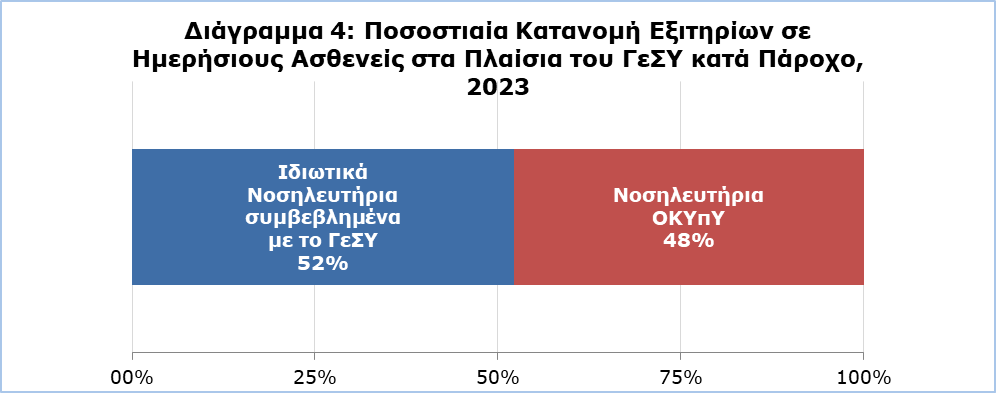 Διάγραμμα 4: Ποσοστιαία Κατανομή Εξιτηρίων σε
Ημερήσιους Ασθενείς στα Πλαίσια του ΓεΣΥ κατά Πάροχο,
2023
Ιδιωτικά
Νοσηλευτήρια
συμβεβλημένα
με το ΓεΣΥ
52%
Νοσηλευτήρια
ΟΚΥπΥ
48%
00%
25%
50%
75%
100%